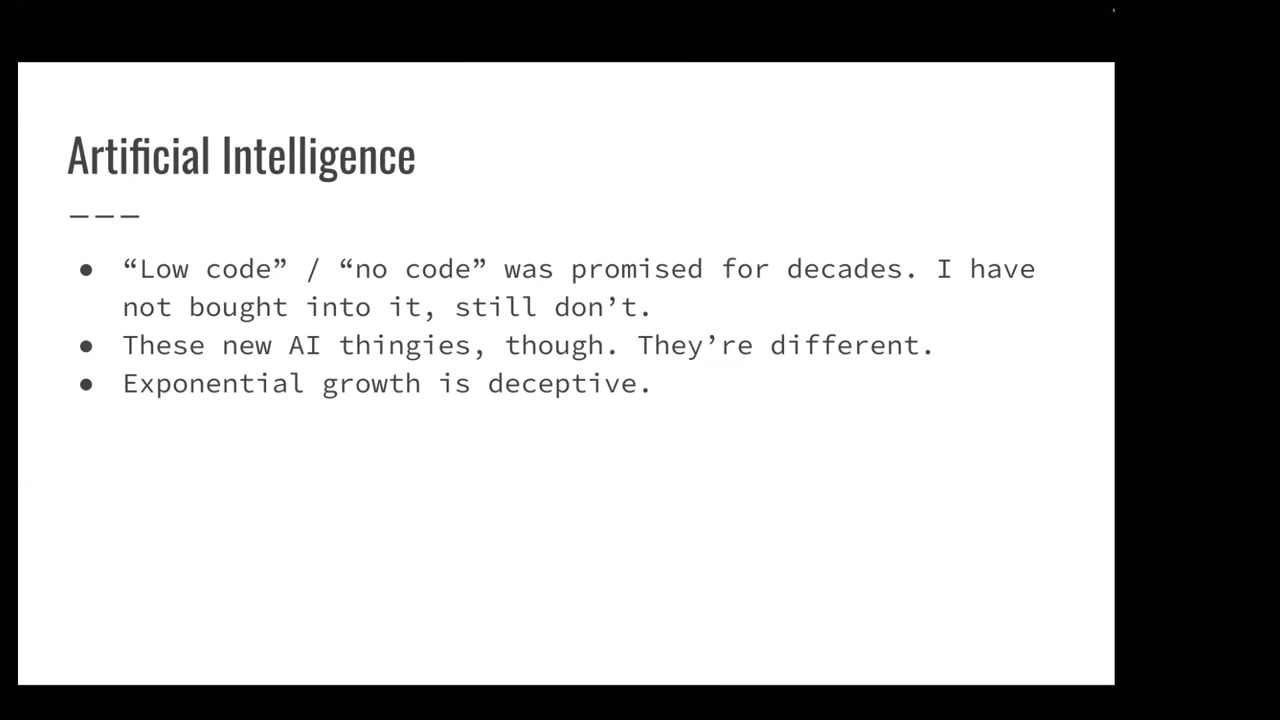 Artificial Intelligence
———
● “Low code” / “no code” was promised for decades. I have
not bought into it, still don’t.
● These new AI thingies, though. They’re different.
● Exponential growth is deceptive.